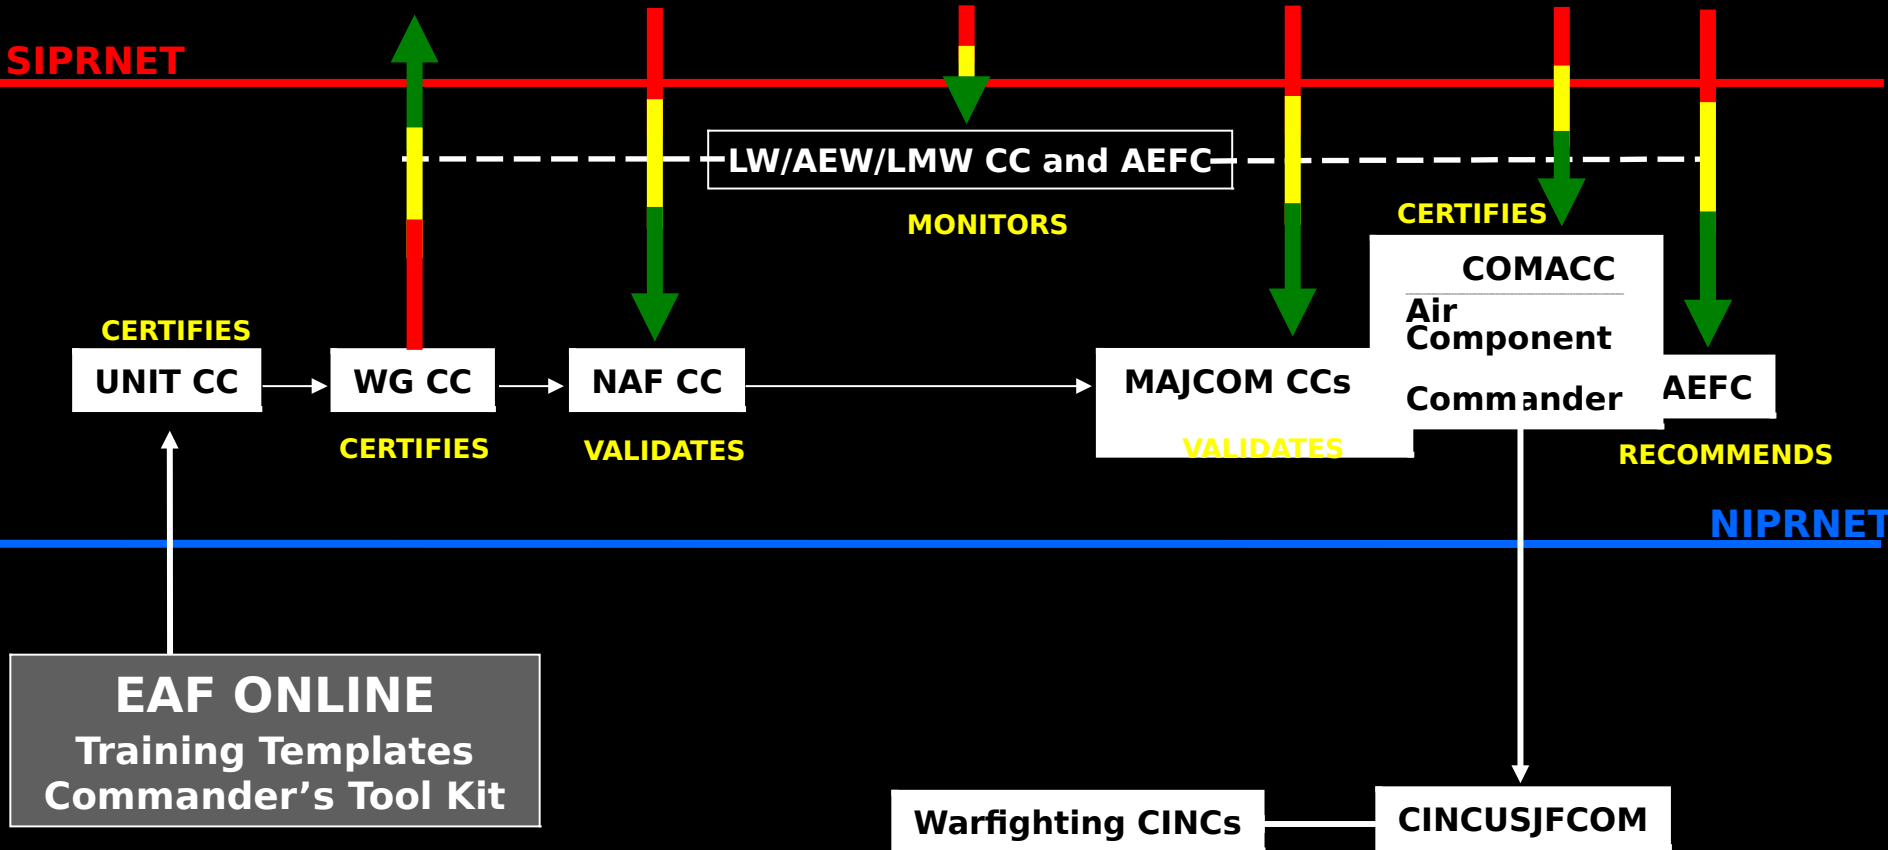 SIPRNET
LW/AEW/LMW CC and AEFC
MONITORS
CERTIFIES
COMACC
Air
Component
Commander
CERTIFIES
UNIT CC
WG CC
NAF CC
MAJCOM CCs
AEFC
CERTIFIES
VALIDATES
VALIDATES
RECOMMENDS
NIPRNET
EAF ONLINE
Training Templates
Commander’s Tool Kit
Warfighting CINCs
CINCUSJFCOM